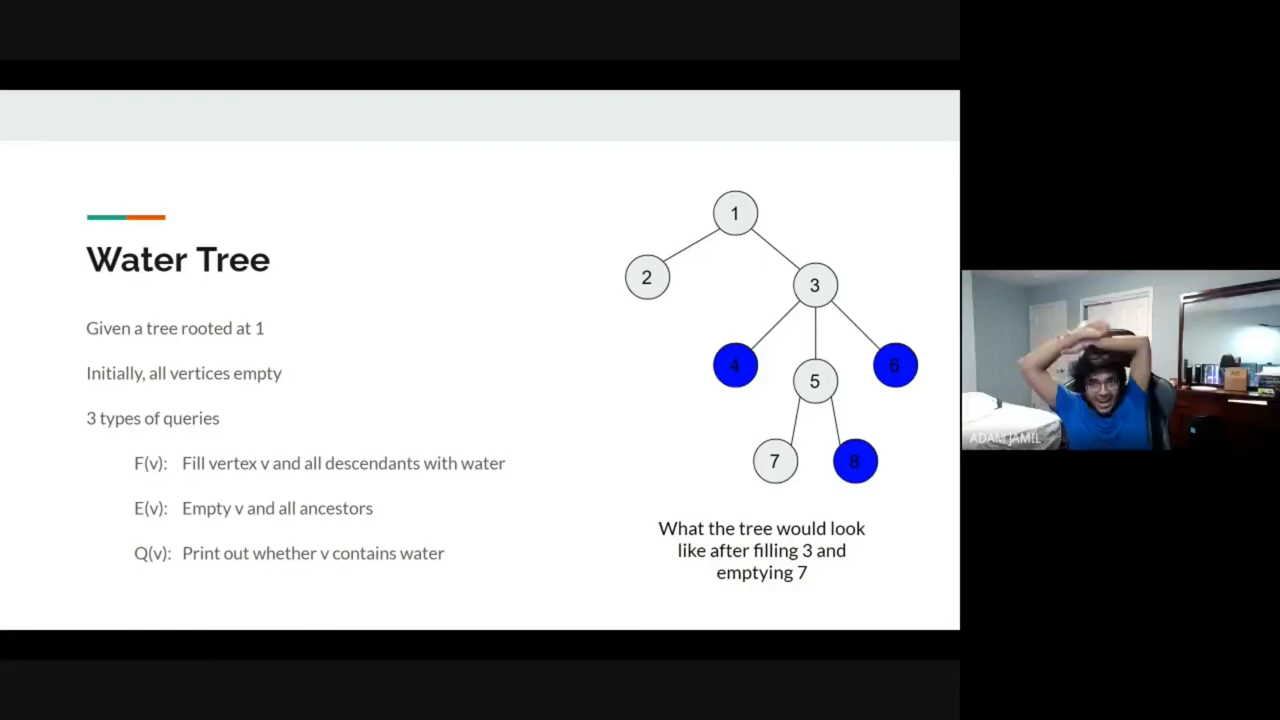 Water Tree
Given a tree rooted at 1
Initially, all vertices empty
3 types of queries
F(v): Fill vertex v and all descendants with water
E(v): Empty v and all ancestors
Q(v): Print out whether v contains water
1
2
3
4
5
6
7
8
What the tree would look
like after filling 3 and
emptying 7
ADAM JAMIL